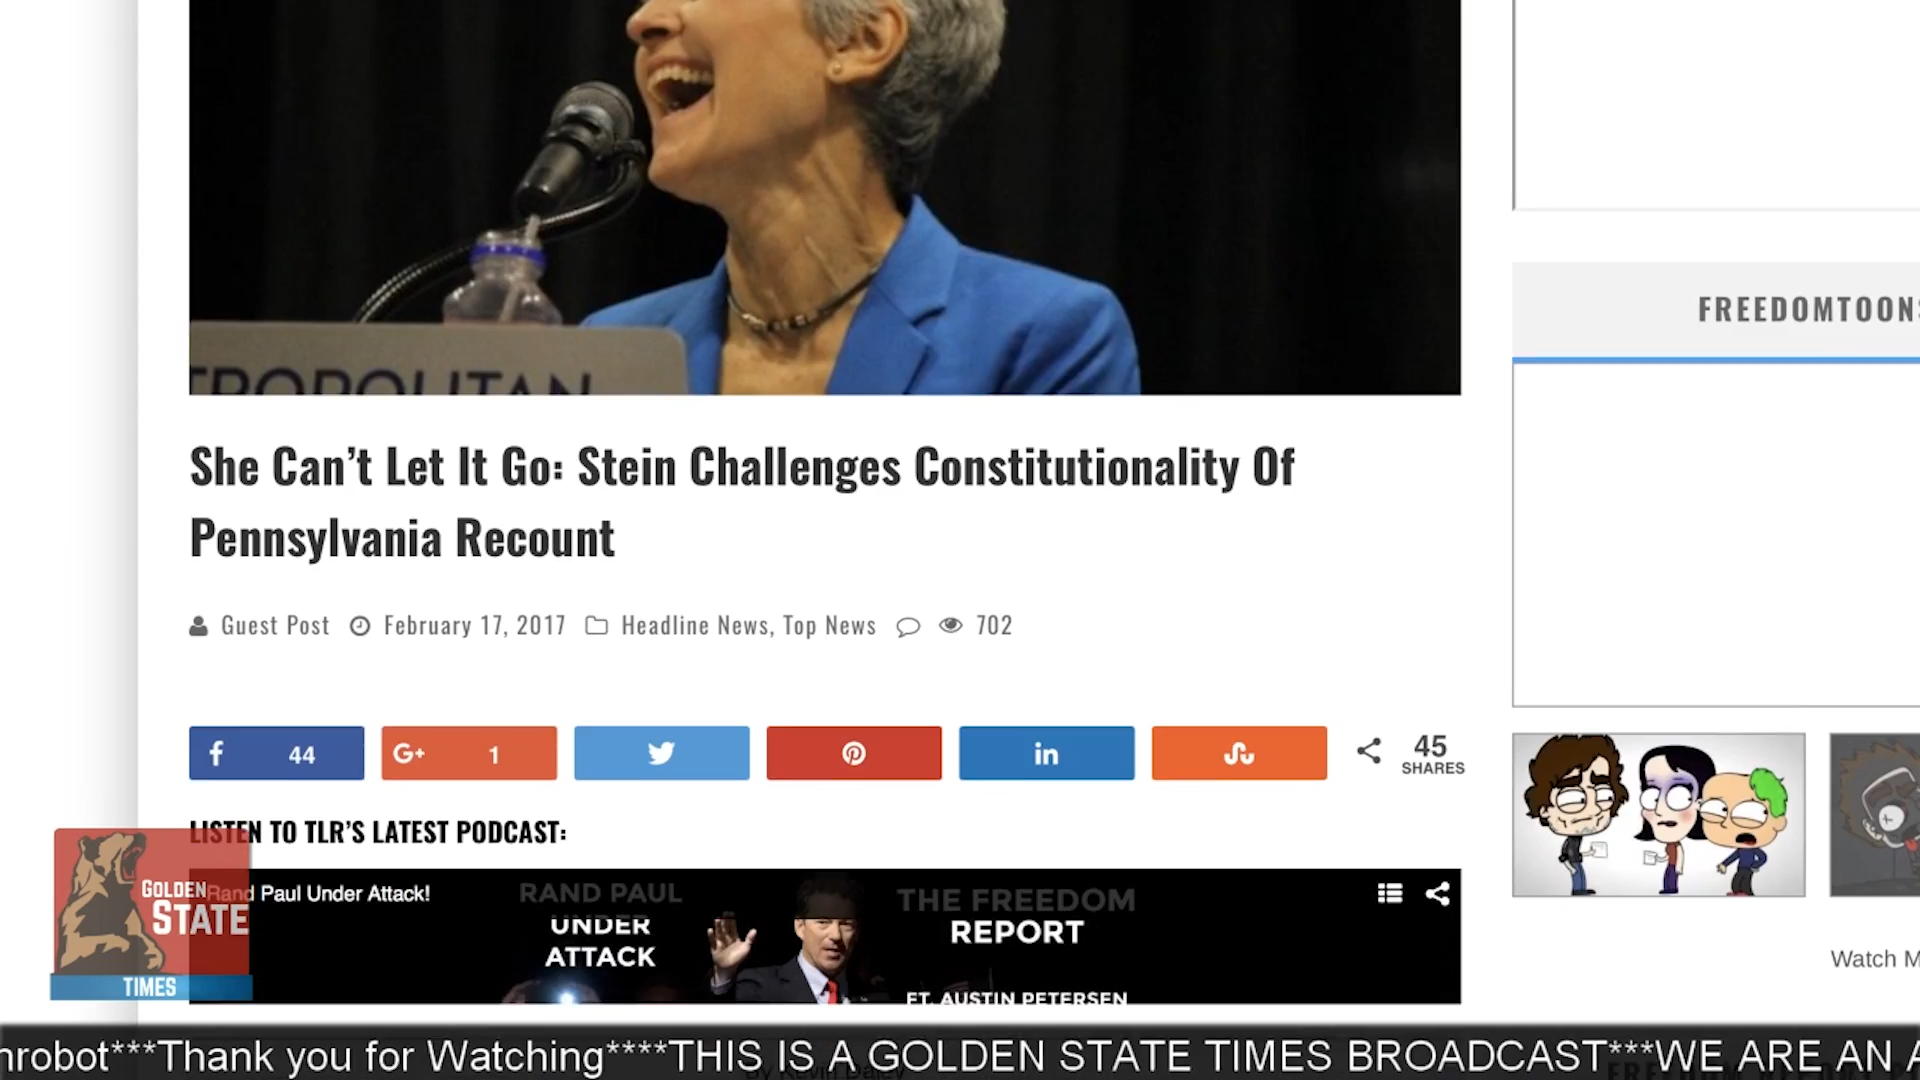 TROPOLITAN
FREEDOMTOONS
She Can’t Let It Go: Stein Challenges Constitutionality Of
Pennsylvania Recount
Guest Post February 17, 2017 Headline News, Top News 702
f 44 G+ 1 in 45
SHARES
LISTEN TO TLR’S LATEST PODCAST:
Rand Paul Under Attack!
RAND PAUL
UNDER
ATTACK
THE FREEDOM
REPORT
FT. AUSTIN PETERSEN
GOLDEN
STATE
TIMES
Watch M
nrobot***Thank you for Watching****THIS IS A GOLDEN STATE TIMES BROADCAST***WE ARE AN A